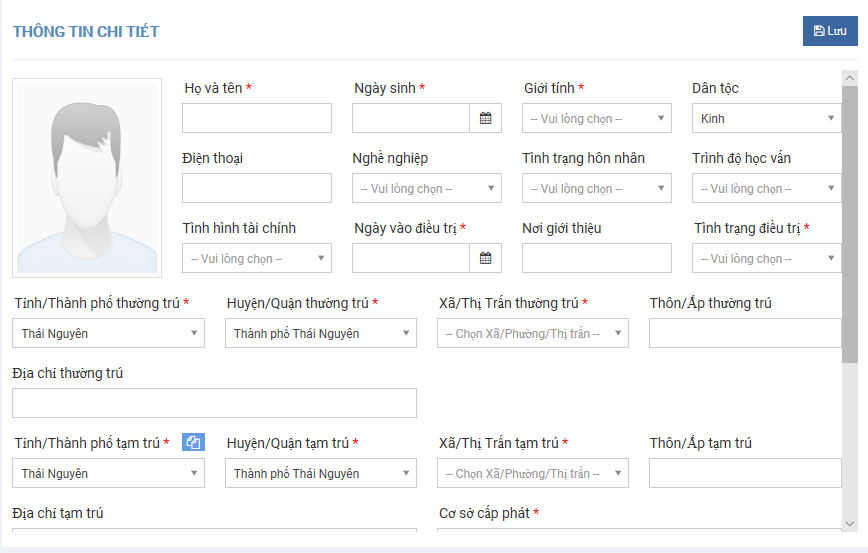 THÔNG TIN CHI TIẾT Lưu
Họ và tên * Ngày sinh * Giới tính * Dân tộc
-- Vui lòng chọn -- Kinh
Điện thoại Nghề nghiệp Tình trạng hôn nhân Trình độ học vấn
-- Vui lòng chọn -- -- Vui lòng chọn -- -- Vui lòng chọn --
Tình hình tài chính Ngày vào điều trị * Nơi giới thiệu Tình trạng điều trị *
-- Vui lòng chọn -- -- Vui lòng chọn --
Tỉnh/Thành phố thường trú * Huyện/Quận thường trú * Xã/Thị Trấn thường trú * Thôn/Ấp thường trú
Thái Nguyên Thành phố Thái Nguyên -- Chọn Xã/Phường/Thị trấn --
Địa chỉ thường trú
Tỉnh/Thành phố tạm trú * Huyện/Quận tạm trú * Xã/Thị Trấn tạm trú * Thôn/Ấp tạm trú
Thái Nguyên Thành phố Thái Nguyên -- Chọn Xã/Phường/Thị trấn --
Địa chỉ tạm trú Cơ sở cấp phát *